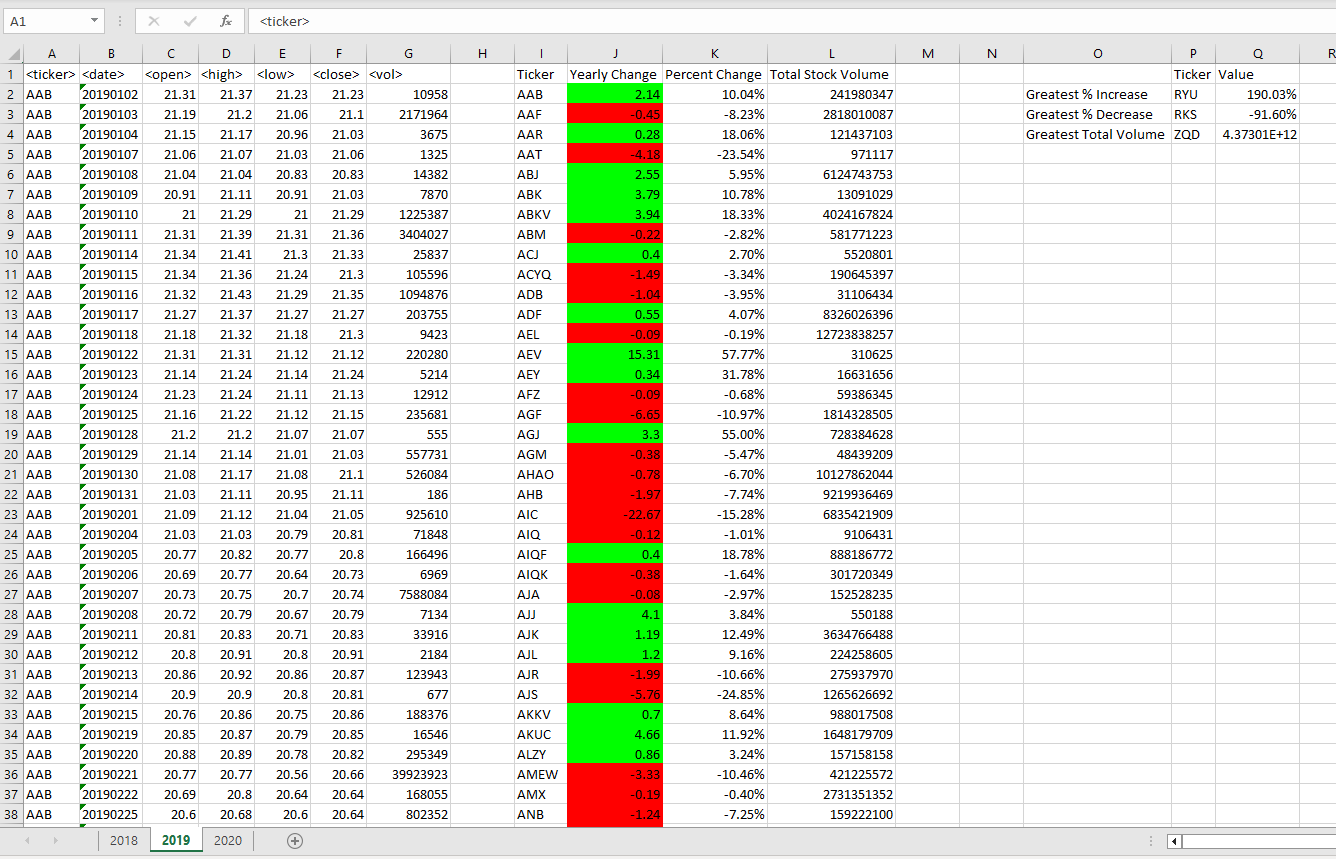 A1 fx <ticker>
A B C D E F G H I J K L M N O P Q R
1 <ticker> <date> <open> <high> <low> <close> <vol> Ticker Yearly Change Percent Change Total Stock Volume Ticker Value
2 AAB 20190102 21.31 21.37 21.23 21.23 10958 AAB 2.14 10.04% 241980347 Greatest % Increase RYU 190.03%
3 AAB 20190103 21.19 21.2 21.06 21.1 2171964 AAF -0.45 -8.23% 2818010087 Greatest % Decrease RKS -91.60%
4 AAB 20190104 21.15 21.17 20.96 21.03 3675 AAR 0.28 18.06% 121437103 Greatest Total Volume ZQD 4.37301E+12
5 AAB 20190107 21.06 21.07 21.03 21.06 1325 AAT -4.18 -23.54% 971117
6 AAB 20190108 21.04 21.04 20.83 20.83 14382 ABJ 2.55 5.95% 6124743753
7 AAB 20190109 20.91 21.11 20.91 21.03 7870 ABK 3.79 10.78% 13091029
8 AAB 20190110 21 21.29 21 21.29 1225387 ABKV 3.94 18.33% 4024167824
9 AAB 20190111 21.31 21.39 21.31 21.36 3404027 ABM -0.22 -2.82% 581771223
10 AAB 20190114 21.34 21.41 21.3 21.33 25837 ACJ 0.4 2.70% 5520801
11 AAB 20190115 21.34 21.36 21.24 21.3 105596 ACYQ -1.49 -3.34% 190645397
12 AAB 20190116 21.32 21.43 21.29 21.35 1094876 ADB -1.04 -3.95% 31106434
13 AAB 20190117 21.27 21.37 21.27 21.27 203755 ADF 0.55 4.07% 8326026396
14 AAB 20190118 21.18 21.32 21.18 21.3 9423 AEL -0.09 -0.19% 12723838257
15 AAB 20190122 21.31 21.31 21.12 21.12 220280 AEV 15.31 57.77% 310625
16 AAB 20190123 21.14 21.24 21.14 21.24 5214 AEY 0.34 31.78% 16631656
17 AAB 20190124 21.23 21.24 21.11 21.13 12912 AFZ -0.09 -0.68% 59386345
18 AAB 20190125 21.16 21.22 21.12 21.15 235681 AGF -6.65 -10.97% 1814328505
19 AAB 20190128 21.2 21.2 21.07 21.07 555 AGJ 3.3 55.00% 728384628
20 AAB 20190129 21.14 21.14 21.01 21.03 557731 AGM -0.38 -5.47% 48439209
21 AAB 20190130 21.08 21.17 21.08 21.1 526084 AHAO -0.78 -6.70% 10127862044
22 AAB 20190131 21.03 21.11 20.95 21.11 186 AHB -1.97 -7.74% 9219936469
23 AAB 20190201 21.09 21.12 21.04 21.05 925610 AIC -22.67 -15.28% 6835421909
24 AAB 20190204 21.03 21.03 20.79 20.81 71848 AIQ -0.12 -1.01% 9106431
25 AAB 20190205 20.77 20.82 20.77 20.8 166496 AIQF 0.4 18.78% 888186772
26 AAB 20190206 20.69 20.77 20.64 20.73 6969 AIQK -0.38 -1.64% 301720349
27 AAB 20190207 20.73 20.75 20.7 20.74 7588084 AJA -0.08 -2.97% 152528235
28 AAB 20190208 20.72 20.79 20.67 20.79 7134 AJJ 4.1 3.84% 550188
29 AAB 20190211 20.81 20.83 20.71 20.83 33916 AJK 1.19 12.49% 3634766488
30 AAB 20190212 20.8 20.91 20.8 20.91 2184 AJL 1.2 9.16% 224258605
31 AAB 20190213 20.86 20.92 20.86 20.87 123943 AJR -1.99 -10.66% 275937970
32 AAB 20190214 20.9 20.9 20.8 20.81 677 AJS -5.76 -24.85% 1265626692
33 AAB 20190215 20.76 20.86 20.75 20.86 188376 AKKV 0.7 8.64% 988017508
34 AAB 20190219 20.85 20.87 20.79 20.85 16546 AKUC 4.66 11.92% 1648179709
35 AAB 20190220 20.88 20.89 20.78 20.82 295349 ALZY 0.86 3.24% 157158158
36 AAB 20190221 20.77 20.77 20.56 20.66 39923923 AMEW -3.33 -10.46% 421225572
37 AAB 20190222 20.69 20.8 20.64 20.64 168055 AMX -0.19 -0.40% 2731351352
38 AAB 20190225 20.6 20.68 20.6 20.64 802352 ANB -1.24 -7.25% 159222100
2018 2019 2020